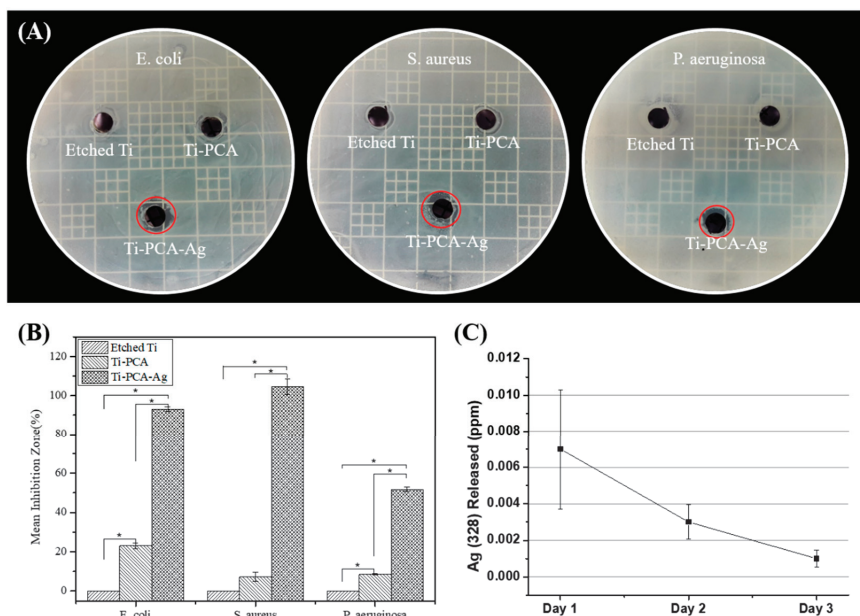 (A)
E. coli
S. aureus
P. aeruginosa
Etched Ti
Ti-PCA
Etched Ti
Ti-PCA
Etched Ti
Ti-PCA
Ti-PCA-Ag
Ti-PCA-Ag
Ti-PCA-Ag
(B)
Etched Ti
Ti-PCA
Ti-PCA-Ag
Mean Inhibition Zone(%)
120
100
80
60
40
20
0
*
*
*
*
*
*
*
*
E. coli
S. aureus
P. aeruginosa
(C)
Ag (328) Released (ppm)
0.012
0.010
0.008
0.006
0.004
0.002
0.000
Day 1
Day 2
Day 3